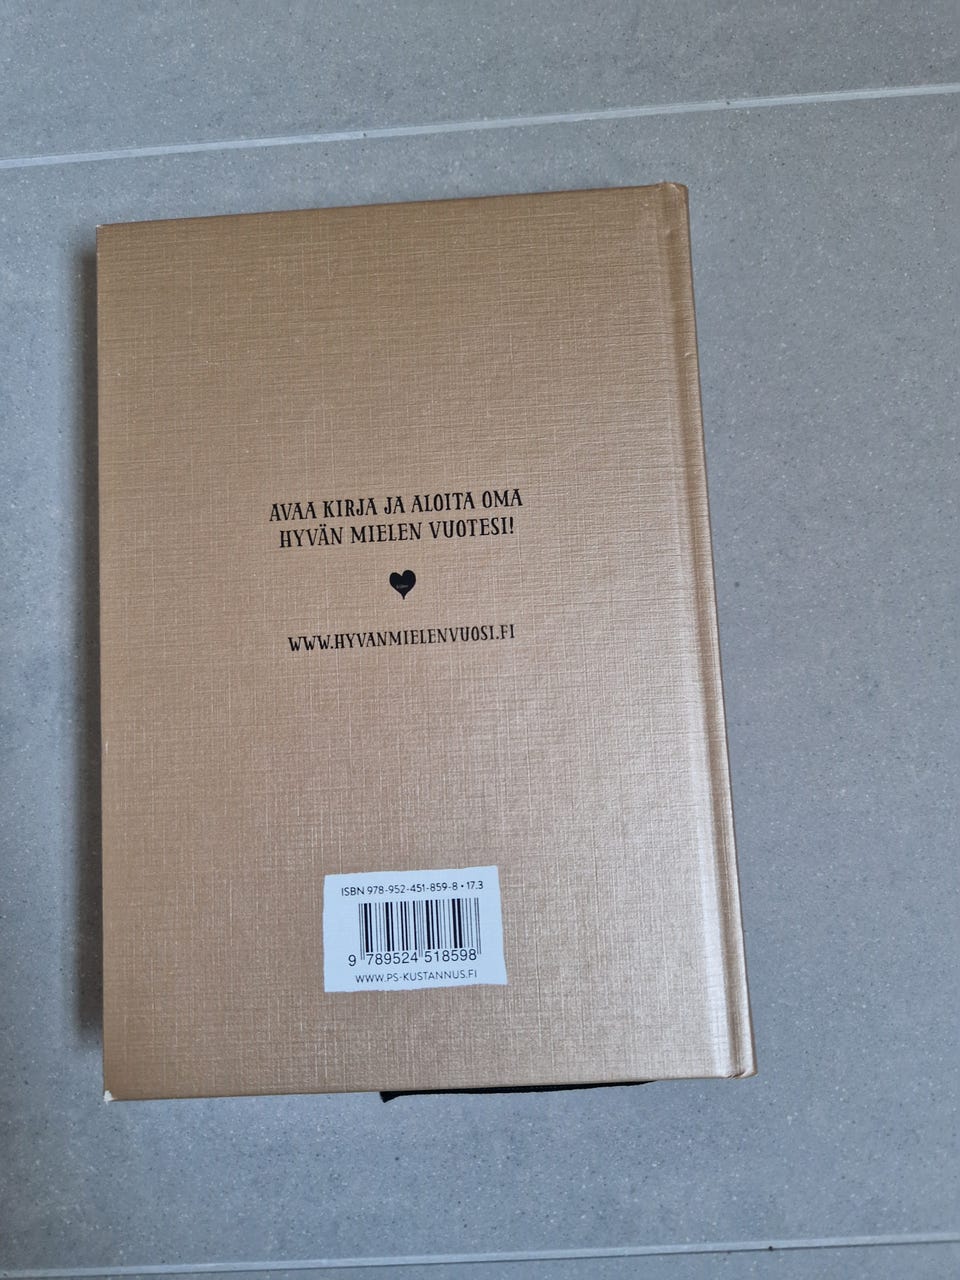 AVAA KIRJA JA ALOITA OMA
HYVÄN MIELEN VUOTESI!
WWW.HYVANMIELENVUOSI.FI
ISBN 978-952-451-859-8 • 17.3
9 789524 518598
WWW.PS-KUSTANNUS.FI